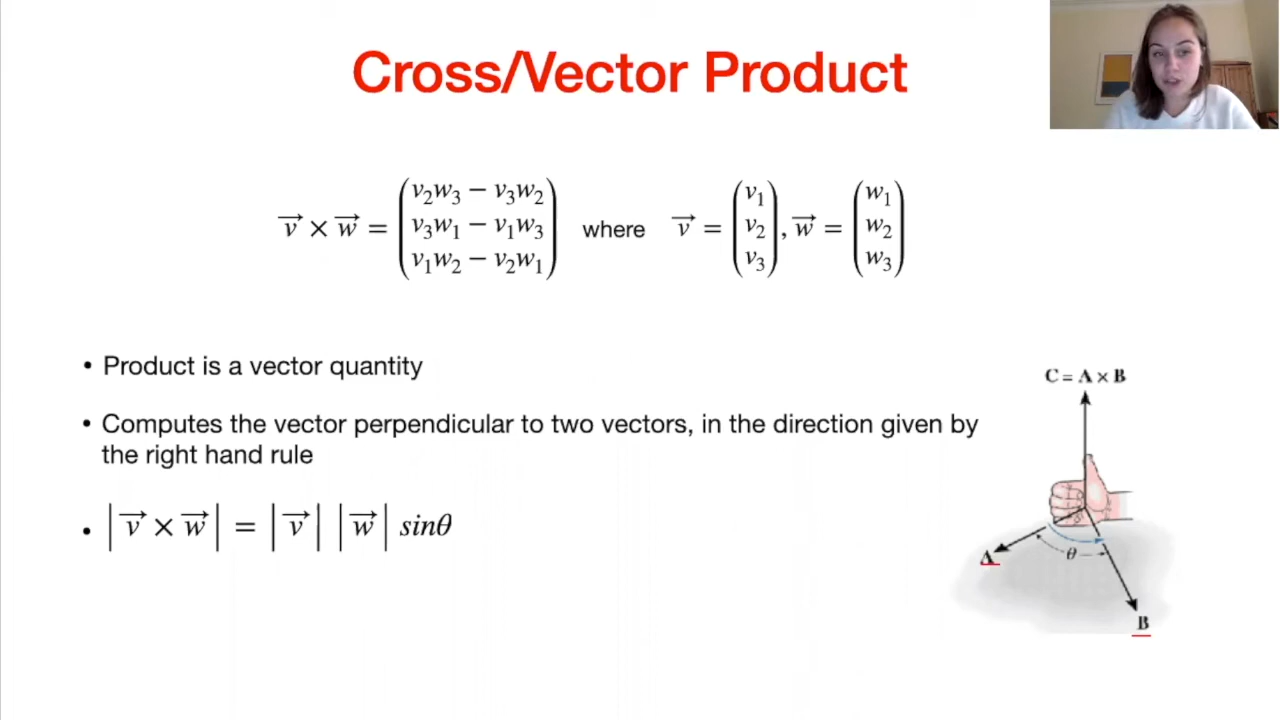 Cross/Vector Product
v⃗ × w⃗ = (v₂w₃ − v₃w₂ v₃w₁ − v₁w₃ v₁w₂ − v₂w₁) where v⃗ = (v₁ v₂ v₃), w⃗ = (w₁ w₂ w₃)
• Product is a vector quantity
• Computes the vector perpendicular to two vectors, in the direction given by
the right hand rule
• |v⃗ × w⃗| = |v⃗| |w⃗| sinθ
C = A × B
A
θ
B